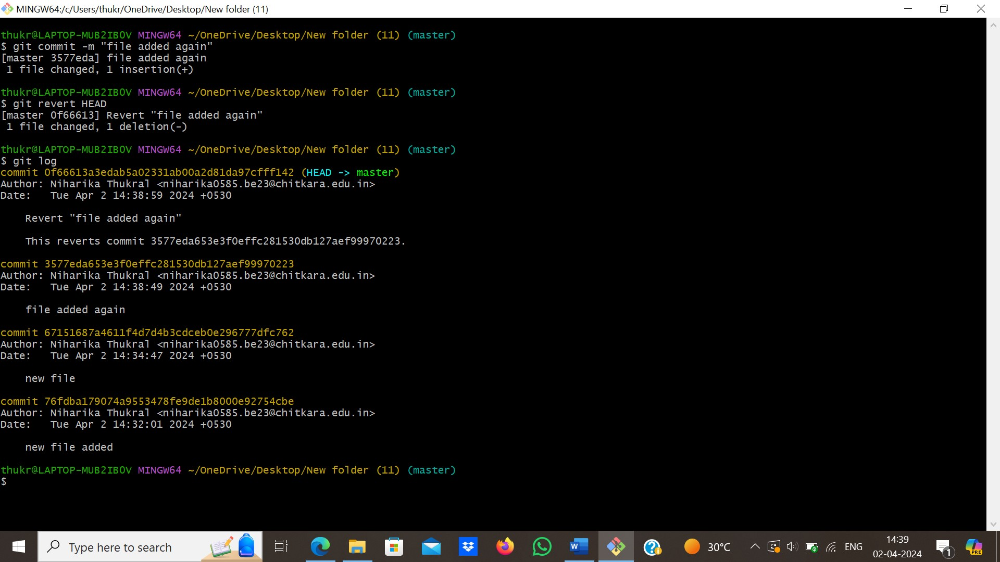 MINGW64:/c/Users/thukr/OneDrive/Desktop/New folder (11)
thukr@LAPTOP-MUB2IB0V MINGW64 ~/OneDrive/Desktop/New folder (11) (master)
$ git commit -m "file added again"
[master 3577eda] file added again
 1 file changed, 1 insertion(+)
thukr@LAPTOP-MUB2IB0V MINGW64 ~/OneDrive/Desktop/New folder (11) (master)
$ git revert HEAD
[master 0f66613] Revert "file added again"
 1 file changed, 1 deletion(-)
thukr@LAPTOP-MUB2IB0V MINGW64 ~/OneDrive/Desktop/New folder (11) (master)
$ git log
commit 0f66613a3edab5a02331ab00a2d81da97cfff142 (HEAD -> master)
Author: Niharika Thukral <niharika0585.be23@chitkara.edu.in>
Date:   Tue Apr 2 14:38:59 2024 +0530
    Revert "file added again"
    This reverts commit 3577eda653e3f0effc281530db127aef99970223.
commit 3577eda653e3f0effc281530db127aef99970223
Author: Niharika Thukral <niharika0585.be23@chitkara.edu.in>
Date:   Tue Apr 2 14:38:49 2024 +0530
    file added again
commit 67151687a4611f4d7d4b3cdceb0e296777dfc762
Author: Niharika Thukral <niharika0585.be23@chitkara.edu.in>
Date:   Tue Apr 2 14:34:47 2024 +0530
    new file
commit 76fdba179074a9553478fe9de1b8000e92754cbe
Author: Niharika Thukral <niharika0585.be23@chitkara.edu.in>
Date:   Tue Apr 2 14:32:01 2024 +0530
    new file added
thukr@LAPTOP-MUB2IB0V MINGW64 ~/OneDrive/Desktop/New folder (11) (master)
$
Type here to search
W
30°C
ENG
14:39
02-04-2024
1
PRE